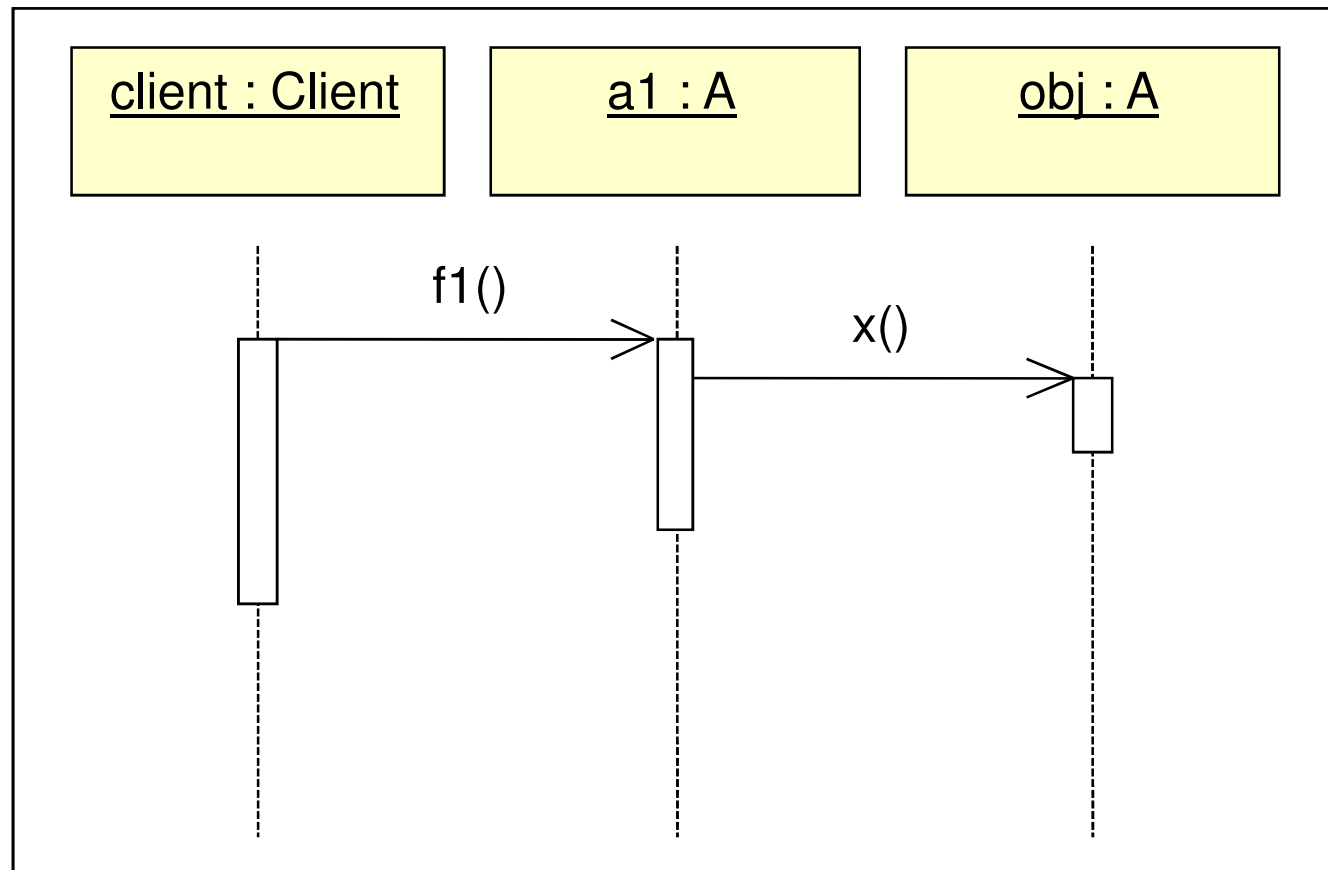 client : Client
a1 : A
obj : A
f1()
x()